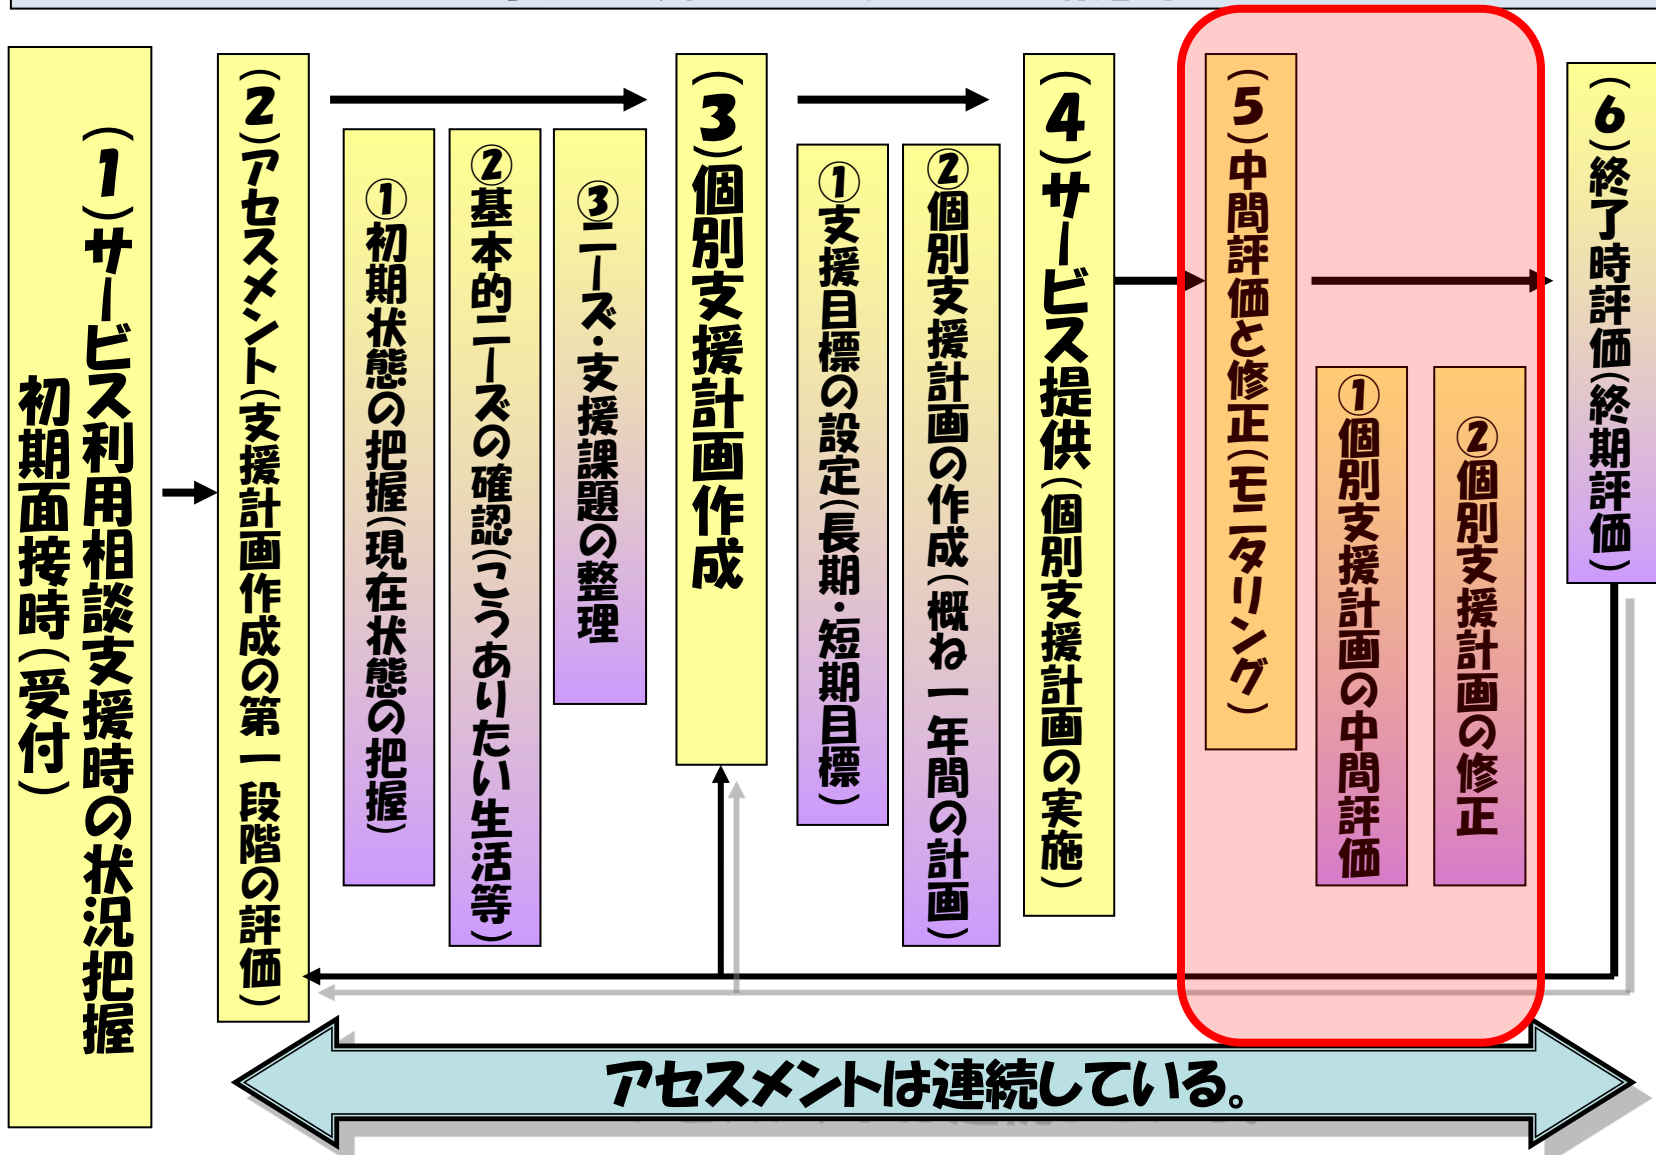 (1)サービス利用相談支援時の状況把握
初期面接時(受付)
(2)アセスメント(支援計画作成の第一段階の評価)
①初期状態の把握(現在状態の把握)
②基本的ニーズの確認(こうありたい生活等)
③ニーズ・支援課題の整理
(3)個別支援計画作成
①支援目標の設定(長期・短期目標)
②個別支援計画の作成(概ね一年間の計画)
(4)サービス提供(個別支援計画の実施)
(5)中間評価と修正(モニタリング)
①個別支援計画の中間評価
②個別支援計画の修正
(6)終了時評価(終期評価)
アセスメントは連続している。